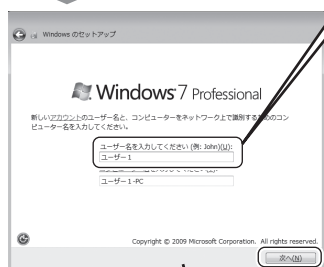 Windows のセットアップ
Windows 7 Professional
新しいアカウントのユーザー名と、コンピューターをネットワーク上で識別するためのコン
ピューター名を入力してください。
ユーザー名を入力してください (例: John)(U):
ユーザー1
ユーザー1-PC
Copyright © 2009 Microsoft Corporation. All rights reserved.
次へ(N)